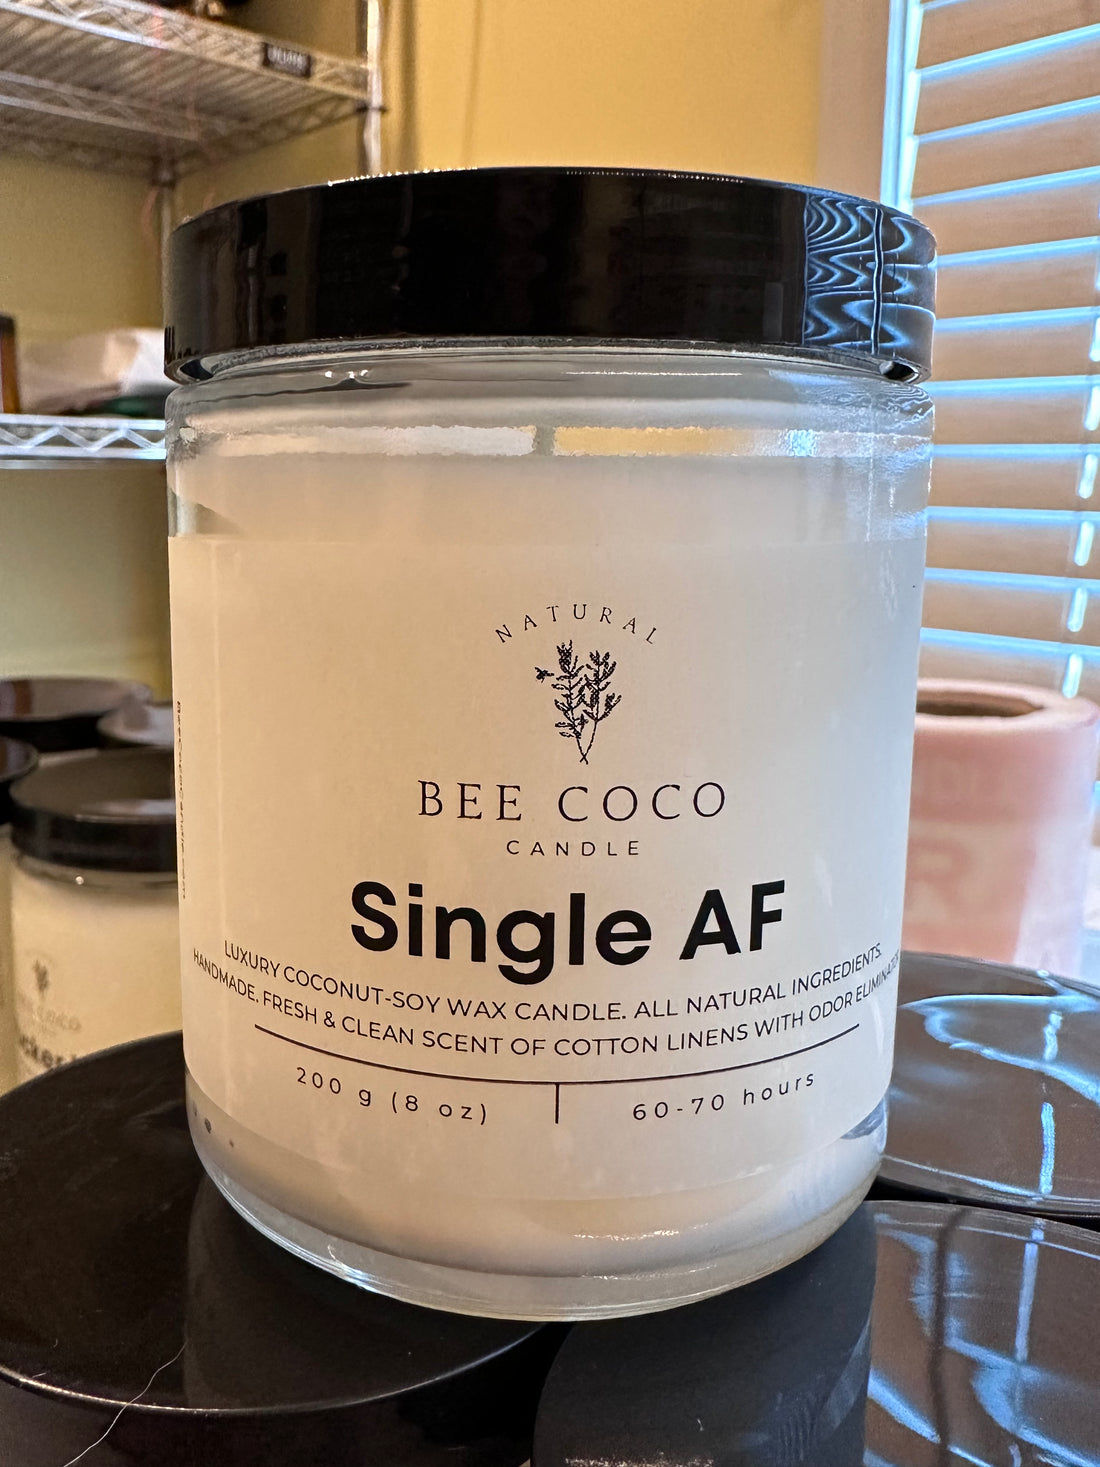 NATURAL
BEE COCO
CANDLE
Single AF
LUXURY COCONUT-SOY WAX CANDLE. ALL NATURAL INGREDIENTS.
HANDMADE. FRESH & CLEAN SCENT OF COTTON LINENS WITH ODOR
200 g (8 oz)
60-70 hours